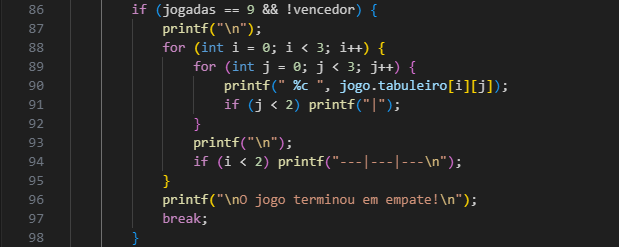 86 if (jogadas == 9 && !vencedor) {
87 printf("\n");
88 for (int i = 0; i < 3; i++) {
89 for (int j = 0; j < 3; j++) {
90 printf(" %c ", jogo.tabuleiro[i][j]);
91 if (j < 2) printf("|");
92 }
93 printf("\n");
94 if (i < 2) printf("---|---|---\n");
95 }
96 printf("\nO jogo terminou em empate!\n");
97 break;
98 }